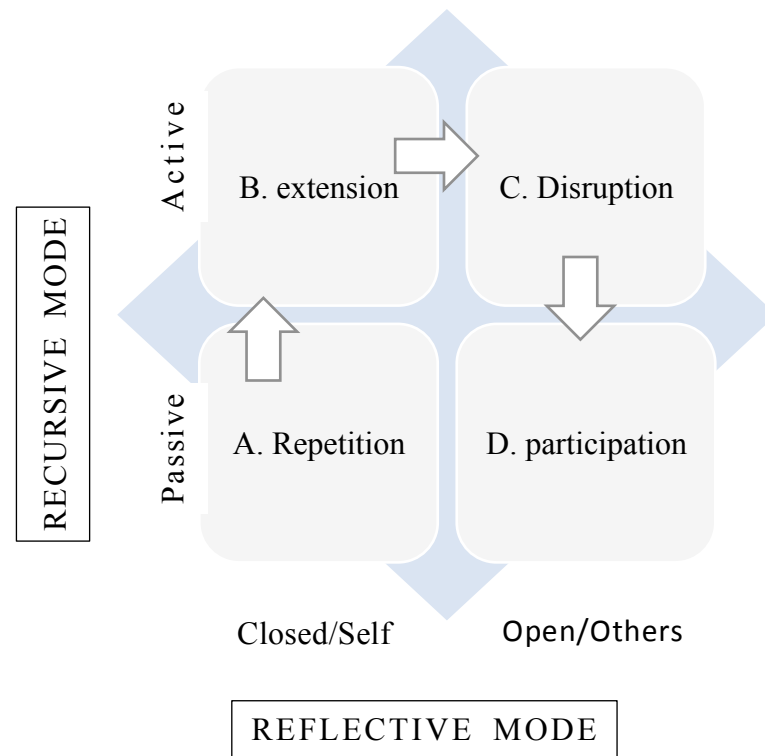 RECURSIVE MODE
Active
Passive
B. extension
C. Disruption
A. Repetition
D. participation
Closed/Self
Open/Others
REFLECTIVE MODE